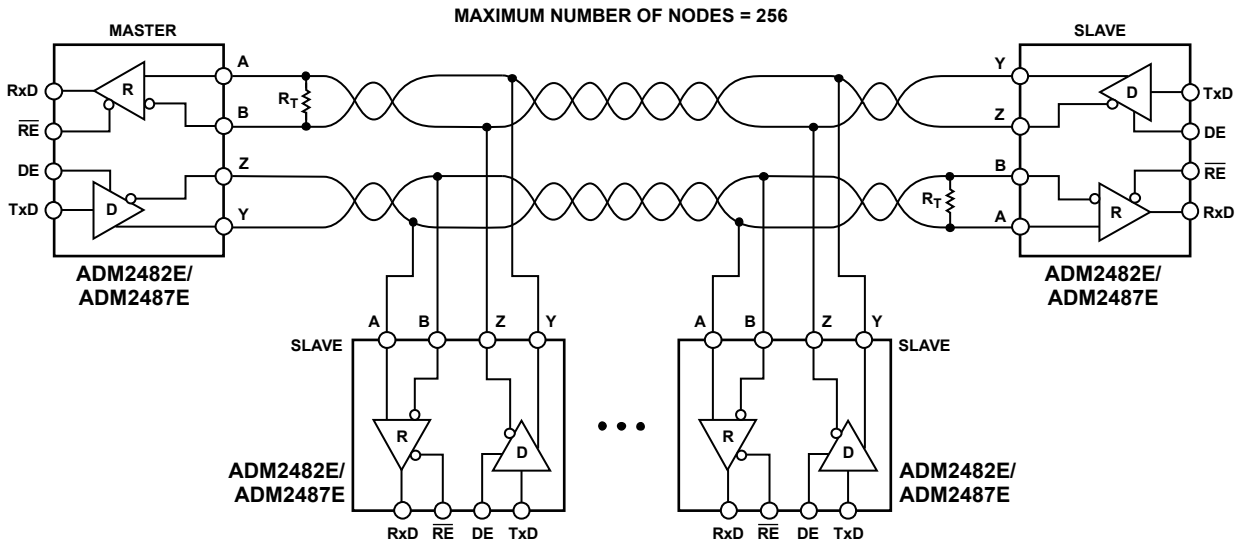 MAXIMUM NUMBER OF NODES = 256
MASTER
SLAVE
A
RxD
R
RT
B
RE
DE
Z
TxD
D
Y
ADM2482E/
ADM2487E
Y
D
TxD
Z
DE
B
RE
RT
R
RxD
A
ADM2482E/
ADM2487E
A
B
Z
Y
SLAVE
R
D
ADM2482E/
ADM2487E
RxD
RE
DE
TxD
• • •
A
B
Z
Y
SLAVE
R
D
ADM2482E/
ADM2487E
RxD
RE
DE
TxD